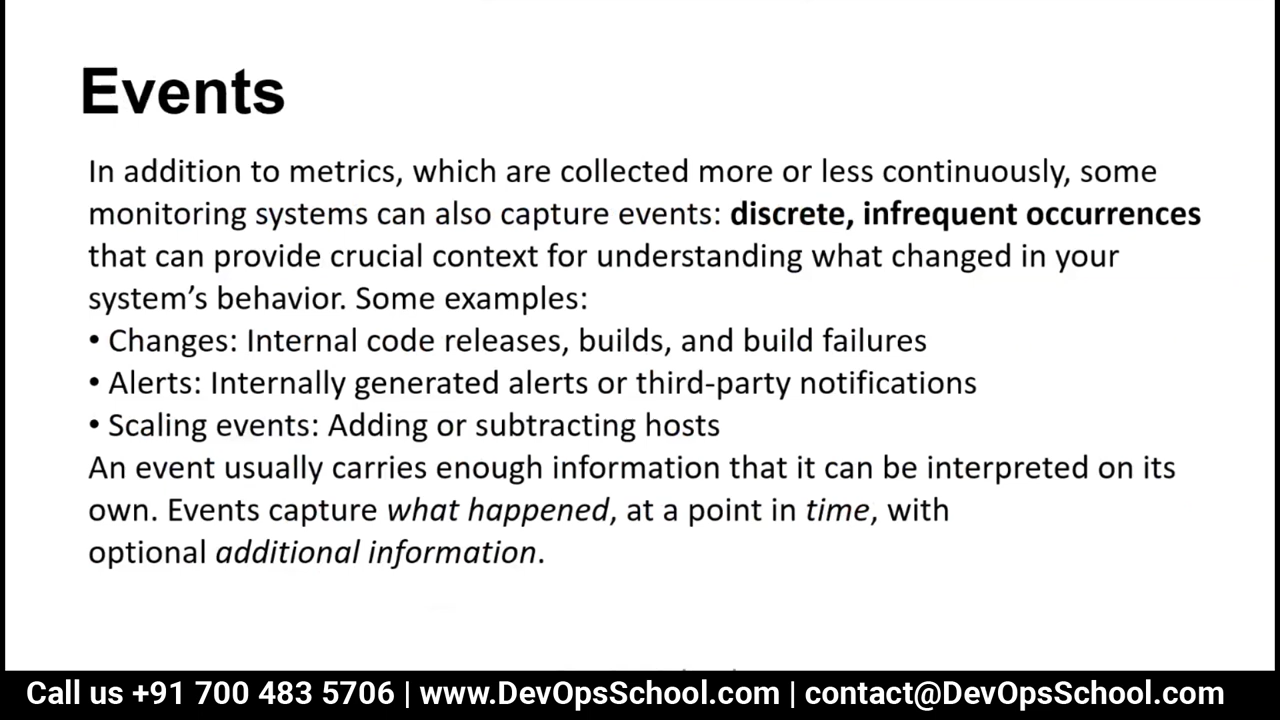 Events
In addition to metrics, which are collected more or less continuously, some
monitoring systems can also capture events: discrete, infrequent occurrences
that can provide crucial context for understanding what changed in your
system’s behavior. Some examples:
• Changes: Internal code releases, builds, and build failures
• Alerts: Internally generated alerts or third-party notifications
• Scaling events: Adding or subtracting hosts
An event usually carries enough information that it can be interpreted on its
own. Events capture what happened, at a point in time, with
optional additional information.
Call us +91 700 483 5706 | www.DevOpsSchool.com | contact@DevOpsSchool.com